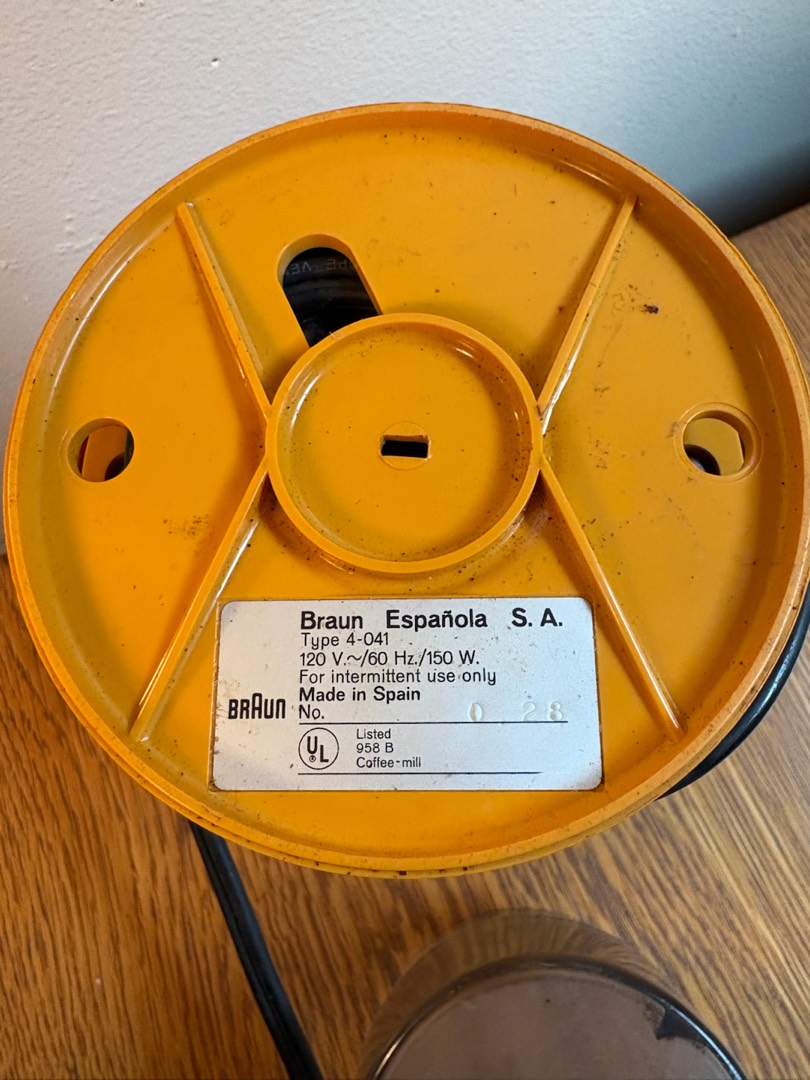 Braun Española S. A.
Type 4-041
120 V.~/60 Hz./150 W.
For intermittent use only
Made in Spain
BRAUN
No. 0 28
UL
®
Listed
958 B
Coffee-mill